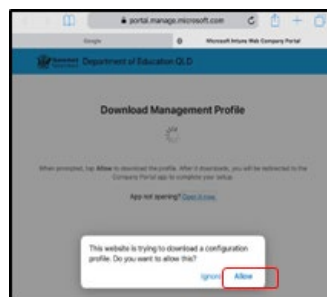 portal.manage.microsoft.com
Google
Microsoft Intune Web Company Portal
Department of Education QLD
Download Management Profile
When prompted, tap Allow to download the profile. After it downloads, you will be redirected to the
Company Portal app to complete your setup.
App not opening? Open it now.
This website is trying to download a configuration
profile. Do you want to allow this?
Ignore Allow